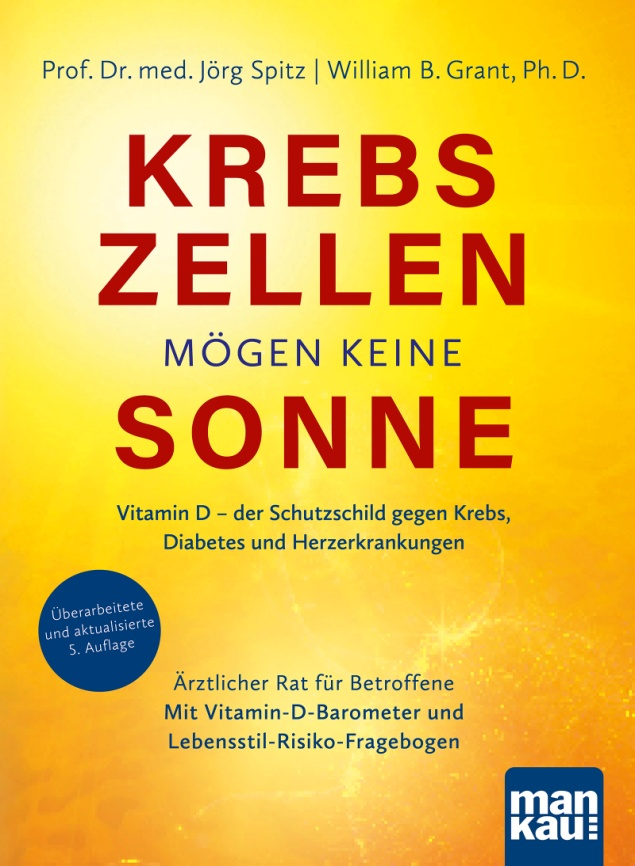 Prof. Dr. med. Jörg Spitz | William B. Grant, Ph. D.
KREBS
ZELLEN
MÖGEN KEINE
SONNE
Vitamin D – der Schutzschild gegen Krebs,
Diabetes und Herzerkrankungen
Überarbeitete
und aktualisierte
5. Auflage
Ärztlicher Rat für Betroffene
Mit Vitamin-D-Barometer und
Lebensstil-Risiko-Fragebogen
man
kau